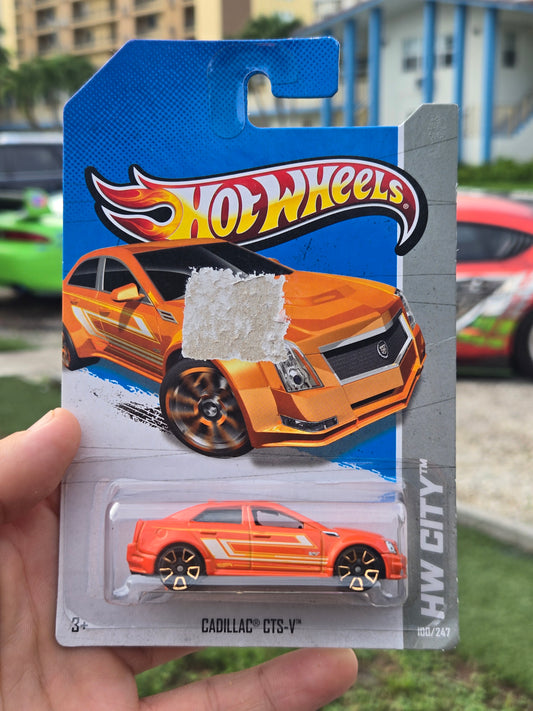 HOT WHEELS®
HW CITY™
3+
CADILLAC® CTS-V™
100/247